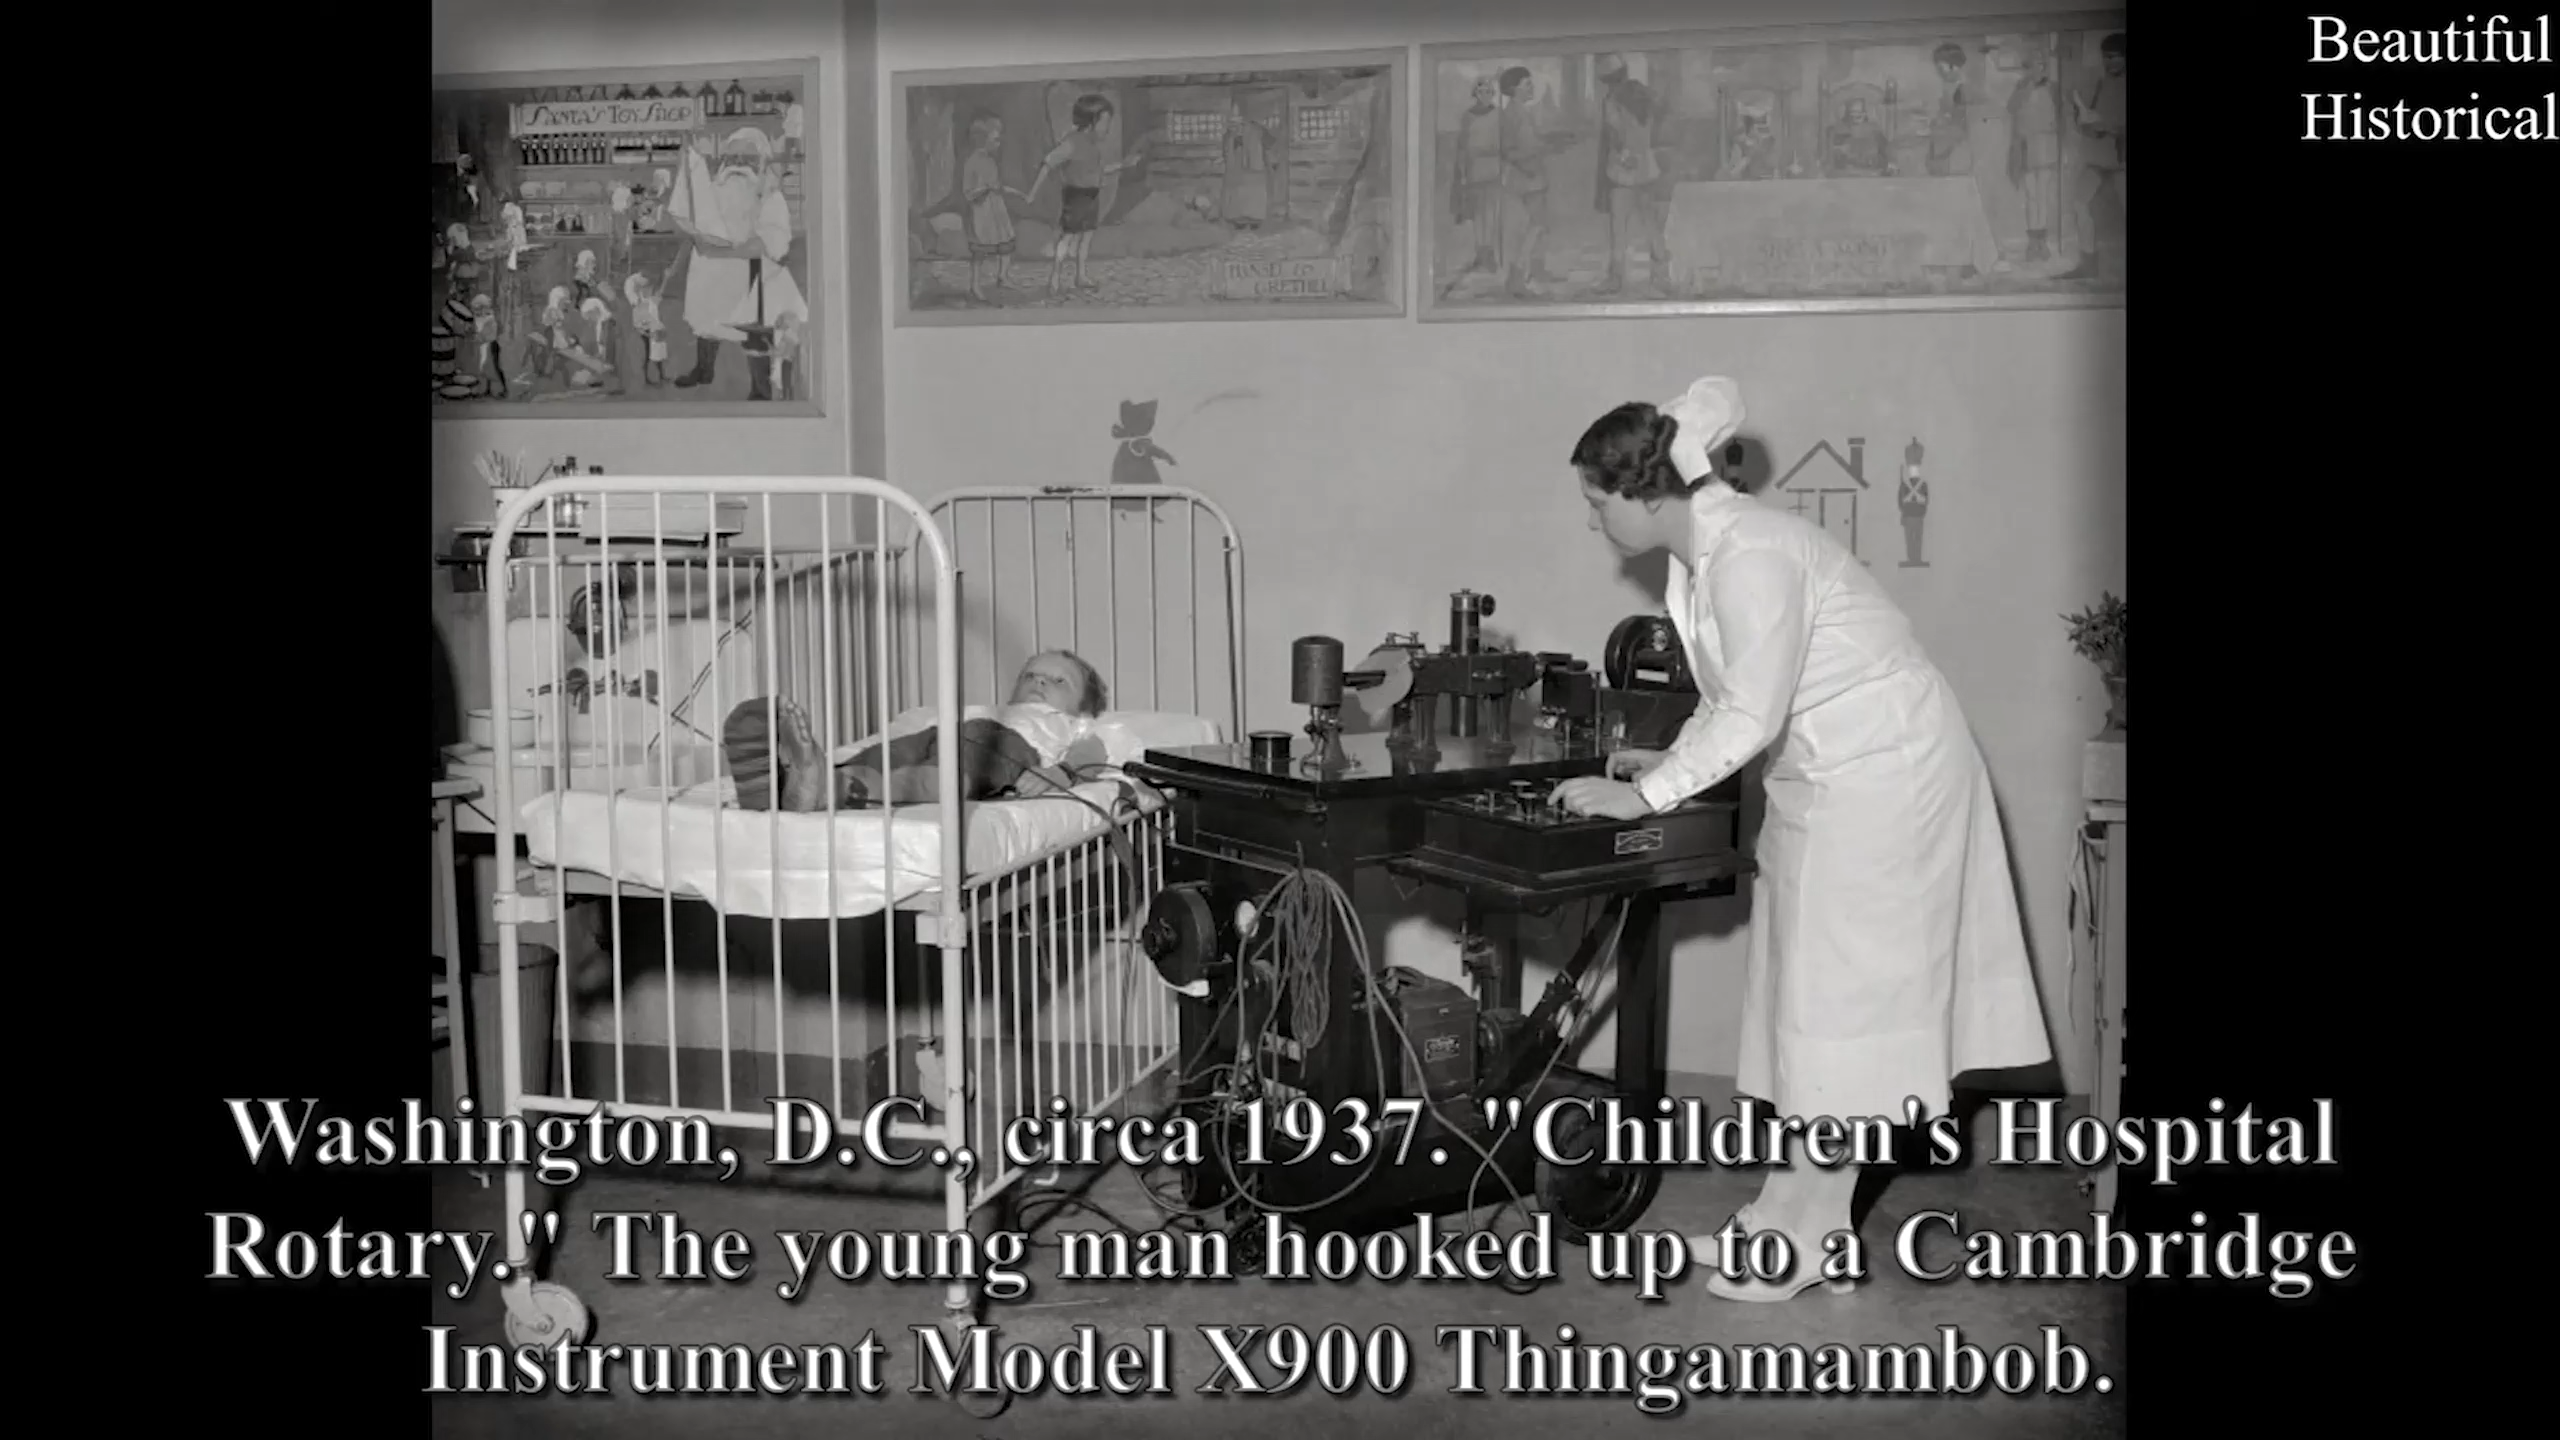 Beautiful
Historical
SANTA'S TOY SHOP
HANSEL &
GRETHEL
Washington, D.C., circa 1937. "Children's Hospital
Rotary." The young man hooked up to a Cambridge
Instrument Model X900 Thingamambob.